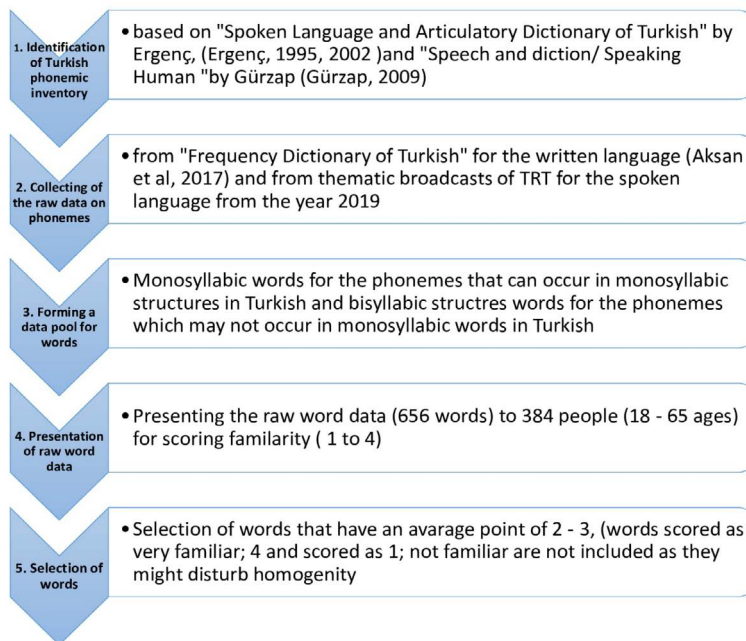 1. Identification
of Turkish
phonemic
inventory
•based on "Spoken Language and Articulatory Dictionary of Turkish" by
Ergenç, (Ergenç, 1995, 2002 )and "Speech and diction/ Speaking
Human "by Gürzap (Gürzap, 2009)
2. Collecting of
the raw data on
phonemes
•from "Frequency Dictionary of Turkish" for the written language (Aksan
et al, 2017) and from thematic broadcasts of TRT for the spoken
language from the year 2019
3. Forming a
data pool for
words
•Monosyllabic words for the phonemes that can occur in monosyllabic
structures in Turkish and bisyllabic structres words for the phonemes
which may not occur in monosyllabic words in Turkish
4. Presentation
of raw word
data
•Presenting the raw word data (656 words) to 384 people (18 - 65 ages)
for scoring familarity ( 1 to 4)
5. Selection of
words
•Selection of words that have an avarage point of 2 - 3, (words scored as
very familiar; 4 and scored as 1; not familiar are not included as they
might disturb homogenity